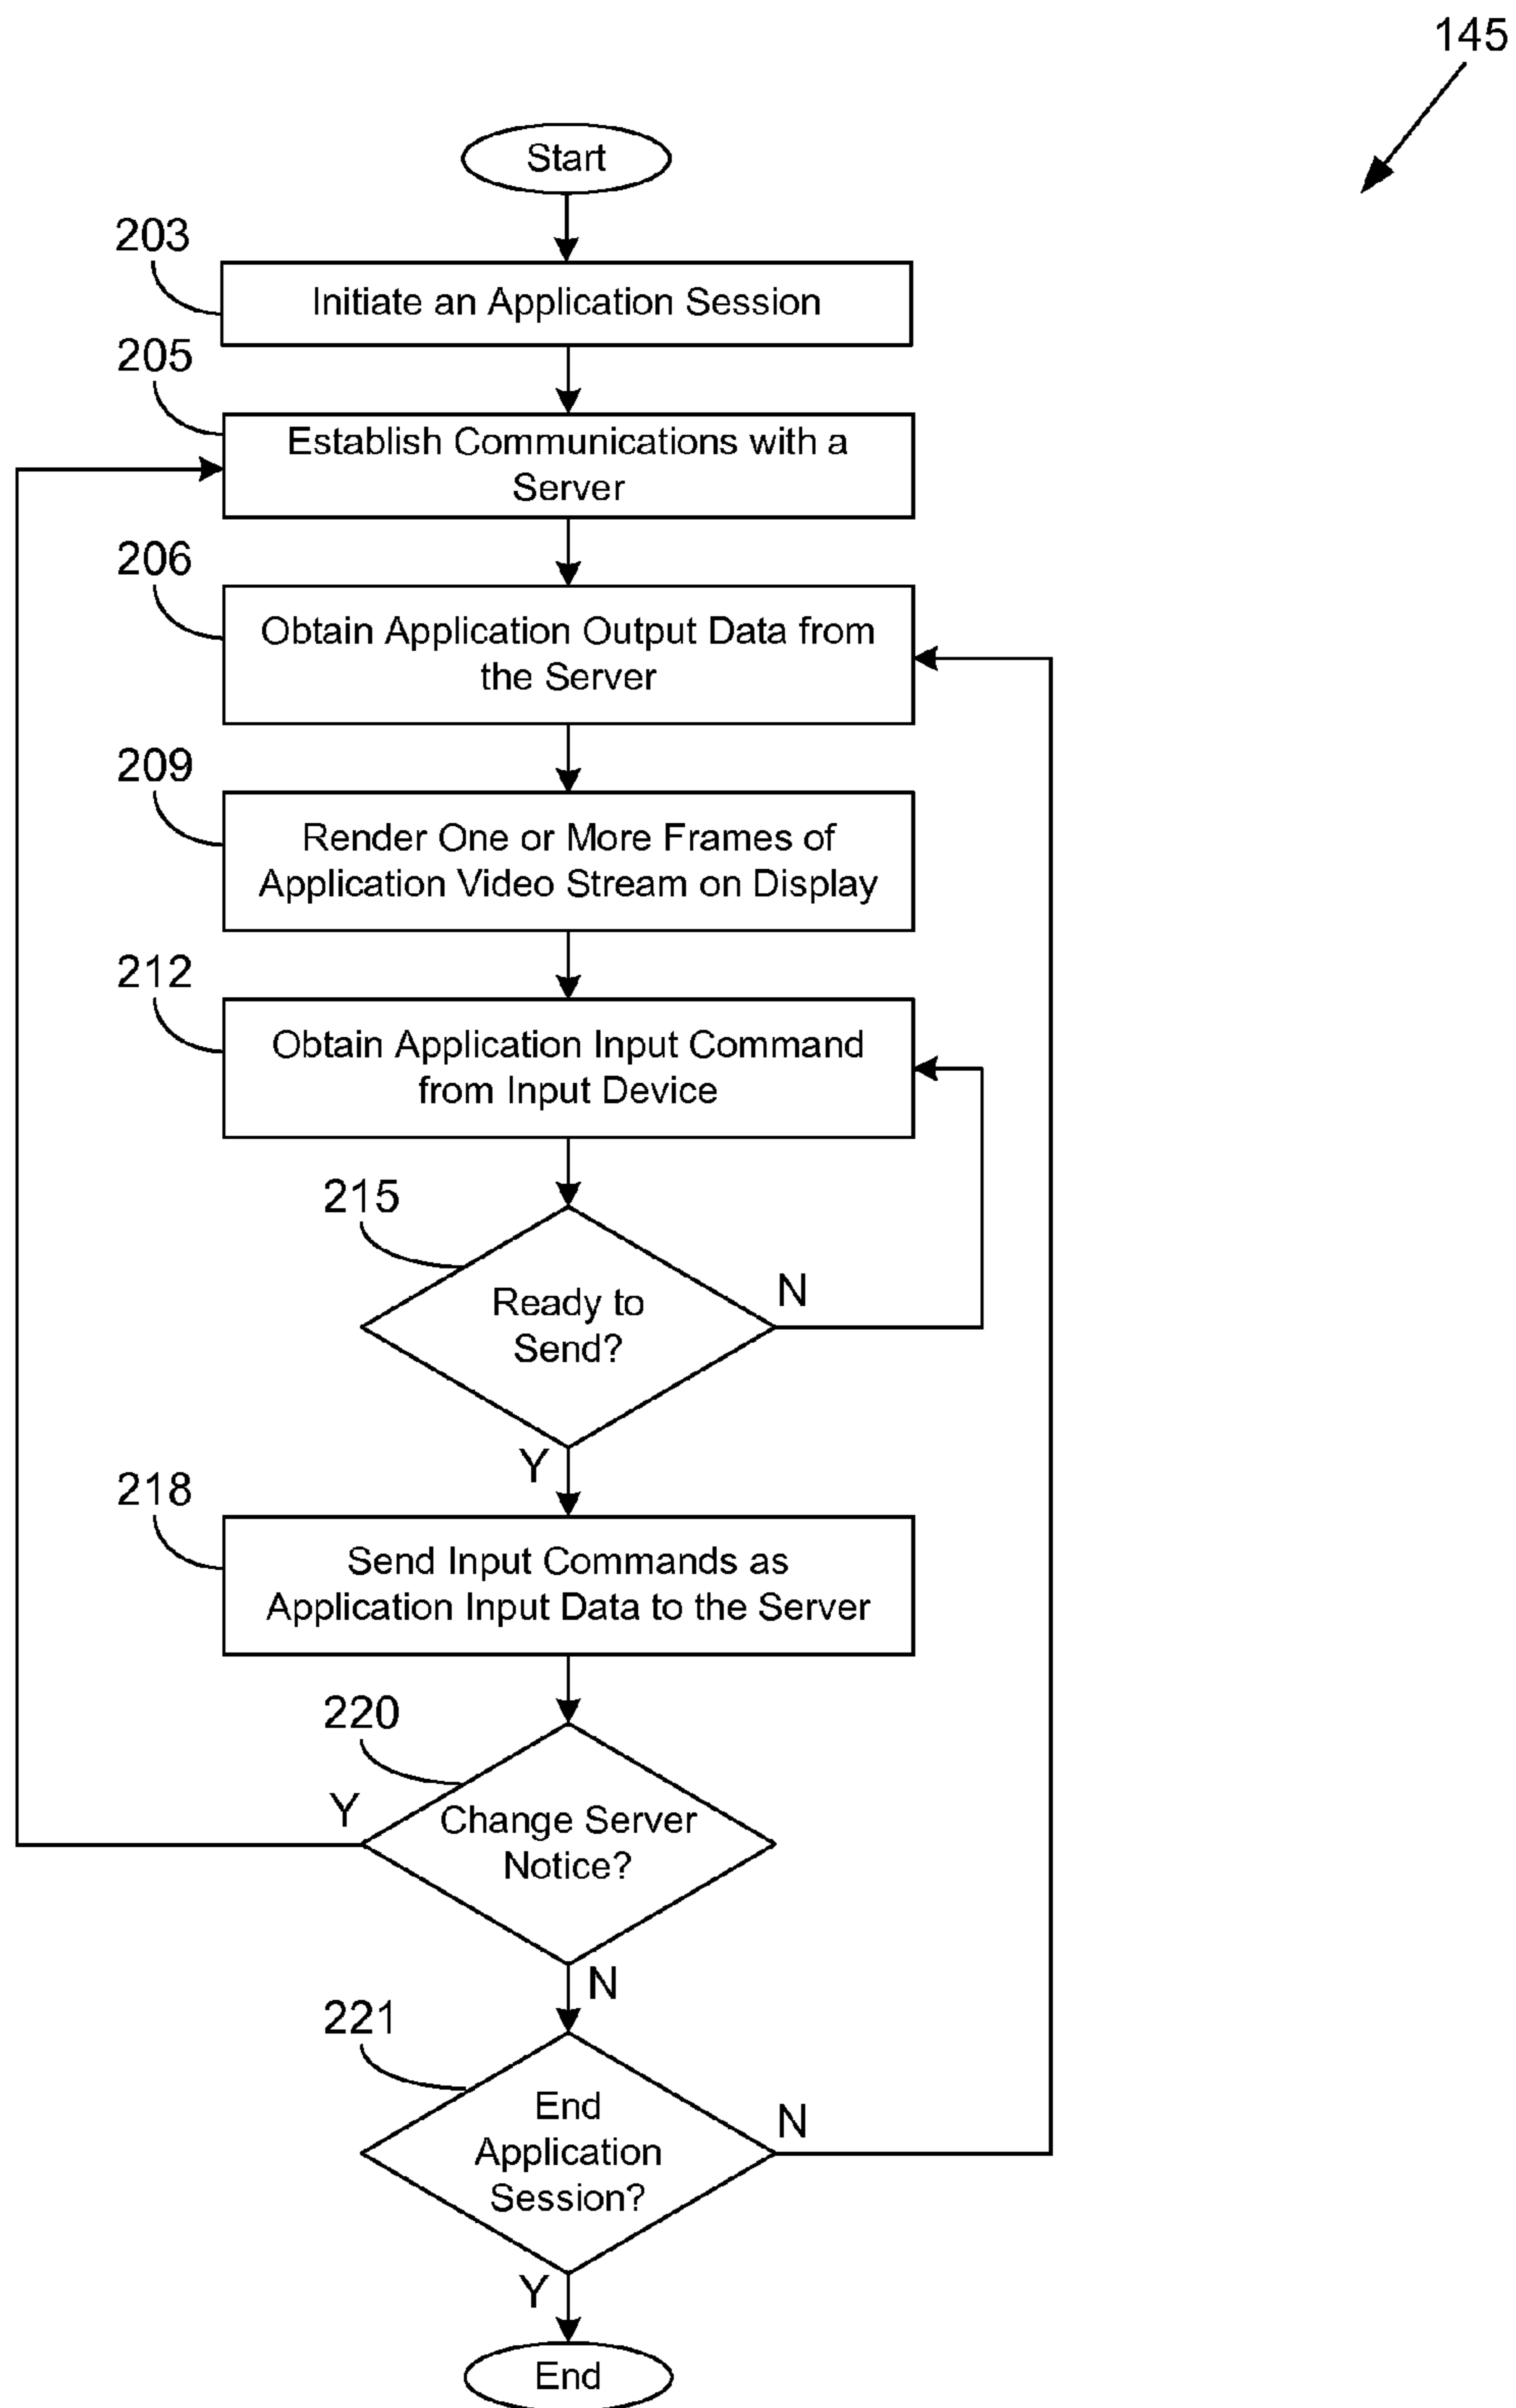 145
Start
203
Initiate an Application Session
205
Establish Communications with a
Server
206
Obtain Application Output Data from
the Server
209
Render One or More Frames of
Application Video Stream on Display
212
Obtain Application Input Command
from Input Device
215
Ready to
Send?
N
Y
218
Send Input Commands as
Application Input Data to the Server
220
Y
Change Server
Notice?
N
221
End
Application
Session?
N
Y
End